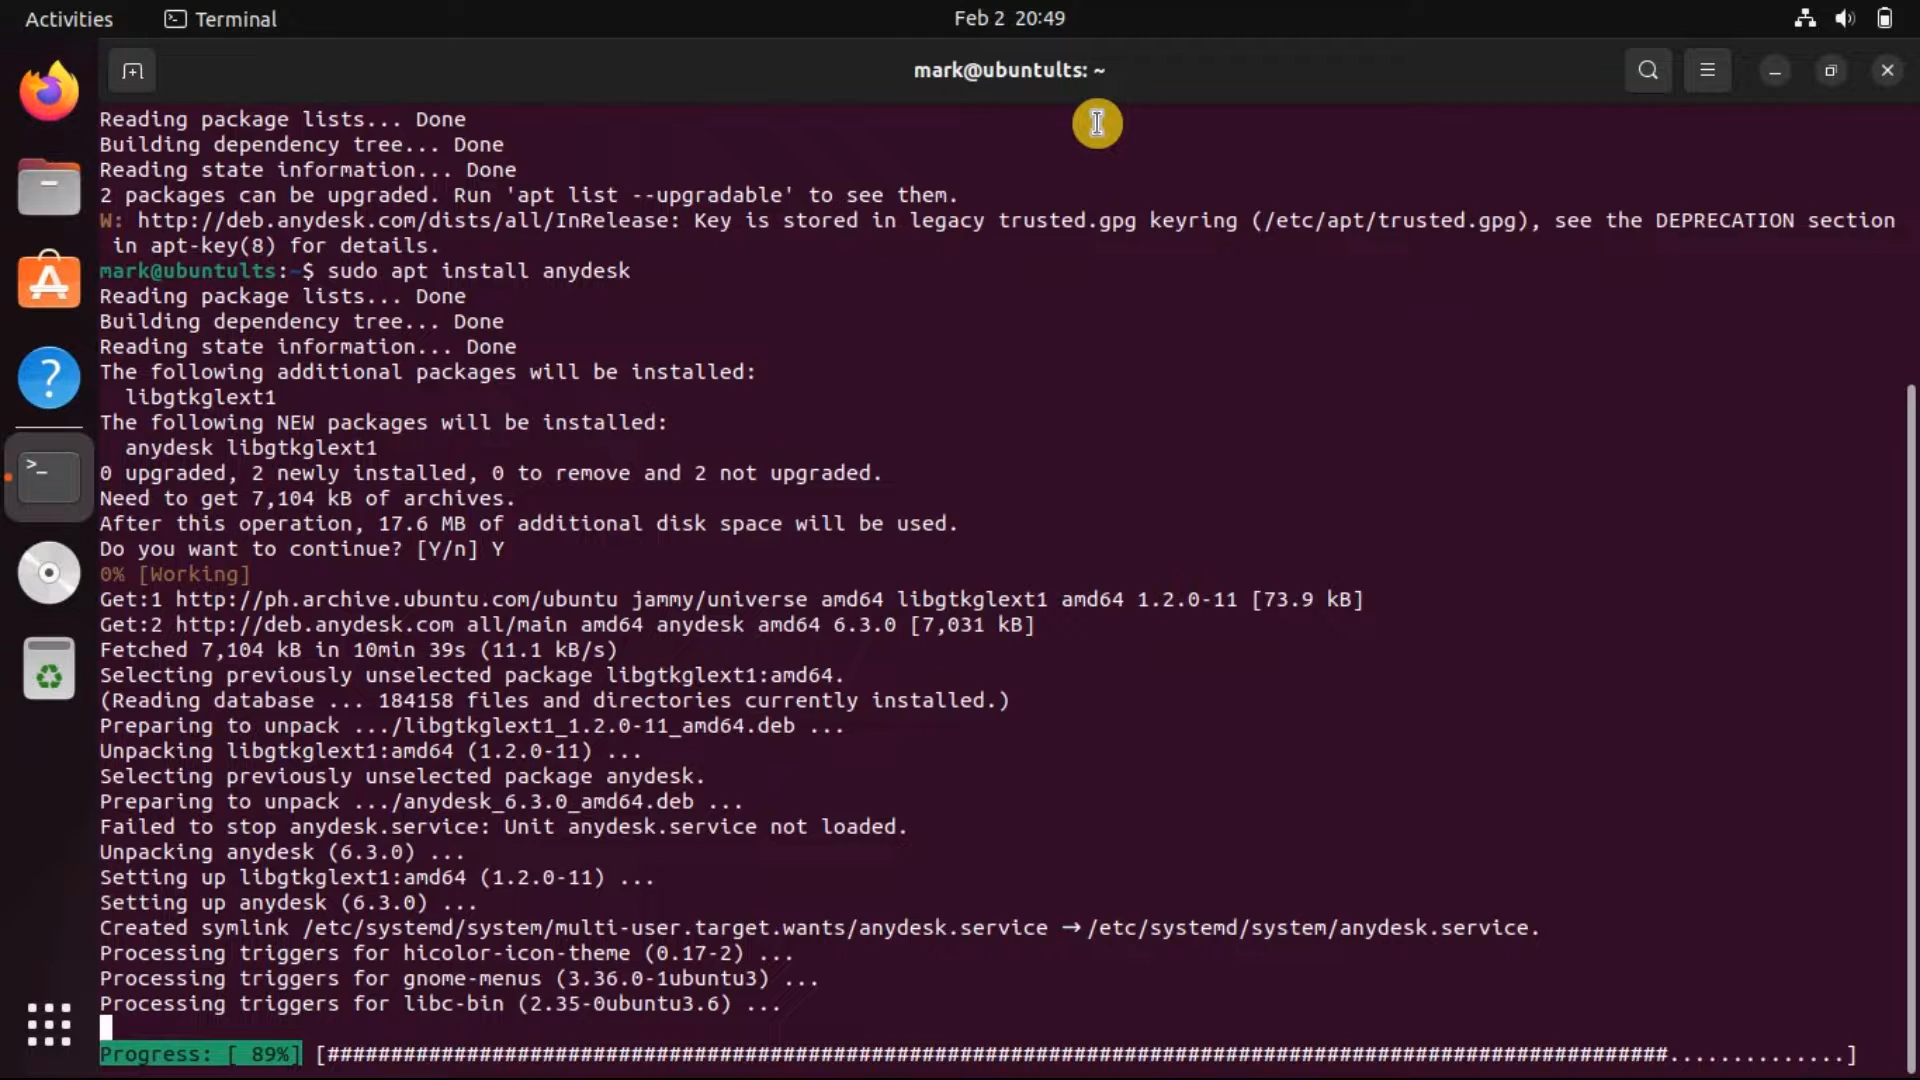 Activities
Terminal
Feb 2 20:49
mark@ubuntults: ~
Reading package lists... Done
Building dependency tree... Done
Reading state information... Done
2 packages can be upgraded. Run 'apt list --upgradable' to see them.
W: http://deb.anydesk.com/dists/all/InRelease: Key is stored in legacy trusted.gpg keyring (/etc/apt/trusted.gpg), see the DEPRECATION section
in apt-key(8) for details.
mark@ubuntults:~$ sudo apt install anydesk
Reading package lists... Done
Building dependency tree... Done
Reading state information... Done
The following additional packages will be installed:
libgtkglext1
The following NEW packages will be installed:
anydesk libgtkglext1
0 upgraded, 2 newly installed, 0 to remove and 2 not upgraded.
Need to get 7,104 kB of archives.
After this operation, 17.6 MB of additional disk space will be used.
Do you want to continue? [Y/n] Y
0% [Working]
Get:1 http://ph.archive.ubuntu.com/ubuntu jammy/universe amd64 libgtkglext1 amd64 1.2.0-11 [73.9 kB]
Get:2 http://deb.anydesk.com all/main amd64 anydesk amd64 6.3.0 [7,031 kB]
Fetched 7,104 kB in 10min 39s (11.1 kB/s)
Selecting previously unselected package libgtkglext1:amd64.
(Reading database ... 184158 files and directories currently installed.)
Preparing to unpack .../libgtkglext1_1.2.0-11_amd64.deb ...
Unpacking libgtkglext1:amd64 (1.2.0-11) ...
Selecting previously unselected package anydesk.
Preparing to unpack .../anydesk_6.3.0_amd64.deb ...
Failed to stop anydesk.service: Unit anydesk.service not loaded.
Unpacking anydesk (6.3.0) ...
Setting up libgtkglext1:amd64 (1.2.0-11) ...
Setting up anydesk (6.3.0) ...
Created symlink /etc/systemd/system/multi-user.target.wants/anydesk.service → /etc/systemd/system/anydesk.service.
Processing triggers for hicolor-icon-theme (0.17-2) ...
Processing triggers for gnome-menus (3.36.0-1ubuntu3) ...
Processing triggers for libc-bin (2.35-0ubuntu3.6) ...
Progress: [ 89%] [##########################################################################################################..............]